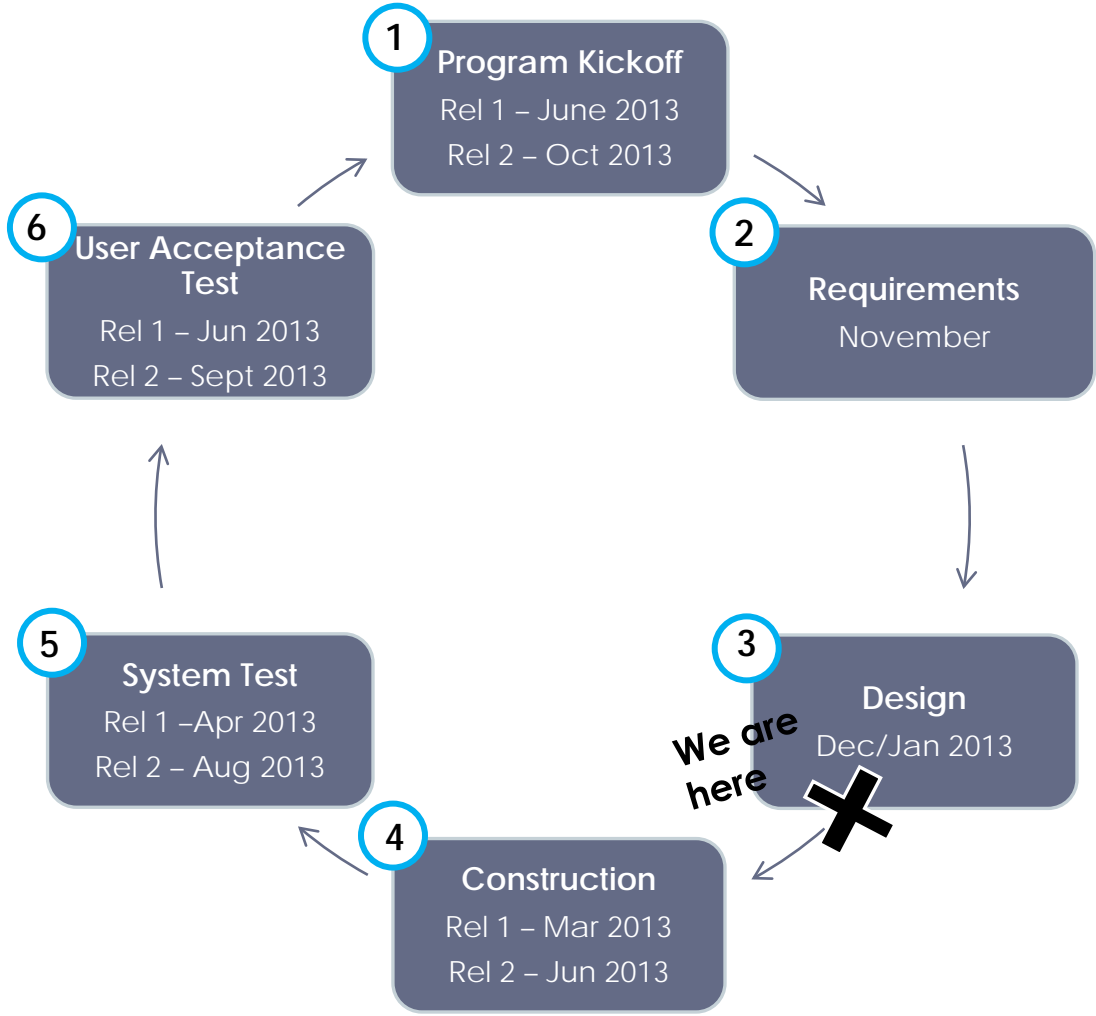 1
Program Kickoff
Rel 1 – June 2013
Rel 2 – Oct 2013
2
Requirements
November
3
Design
Dec/Jan 2013
We are
here
4
Construction
Rel 1 – Mar 2013
Rel 2 – Jun 2013
5
System Test
Rel 1 –Apr 2013
Rel 2 – Aug 2013
6
User Acceptance
Test
Rel 1 – Jun 2013
Rel 2 – Sept 2013